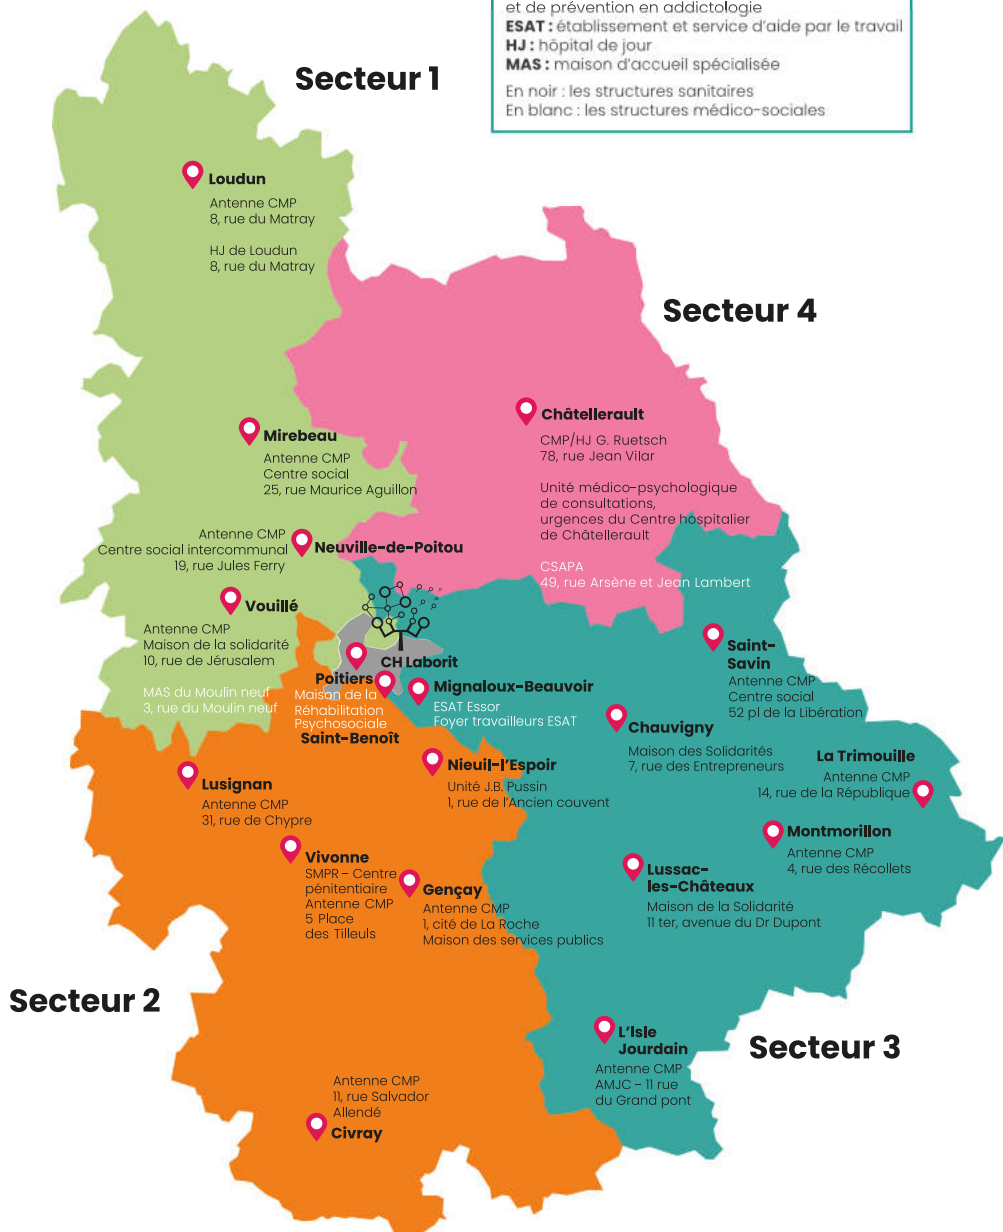 et de prévention en addictologie
ESAT : établissement et service d'aide par le travail
HJ : hôpital de jour
MAS : maison d'accueil spécialisée
En noir : les structures sanitaires
En blanc : les structures médico-sociales
Secteur 1
Loudun
Antenne CMP
8, rue du Matray
HJ de Loudun
8, rue du Matray
Secteur 4
Châtellerault
CMP/HJ G. Ruetsch
78, rue Jean Vilar
Unité médico-psychologique
de consultations,
urgences du Centre hospitalier
de Châtellerault
CSAPA
49, rue Arsène et Jean Lambert
Mirebeau
Antenne CMP
Centre social
25, rue Maurice Aguillon
Antenne CMP
Centre social intercommunal
19, rue Jules Ferry
Neuville-de-Poitou
Vouillé
Antenne CMP
Maison de la solidarité
10, rue de Jérusalem
MAS du Moulin neuf
3, rue du Moulin neuf
CH Laborit
Poitiers
Maison de la
Réhabilitation
Psychosociale
Saint-Benoît
Mignaloux-Beauvoir
ESAT Essor
Foyer travailleurs ESAT
Saint-
Savin
Antenne CMP
Centre social
52 pl de la Libération
Chauvigny
Maison des Solidarités
7, rue des Entrepreneurs
La Trimouille
Antenne CMP
14, rue de la République
Nieuil-l'Espoir
Unité J.B. Pussin
1, rue de l'Ancien couvent
Lusignan
Antenne CMP
31, rue de Chypre
Montmorillon
Antenne CMP
4, rue des Récollets
Vivonne
SMPR - Centre
pénitentiaire
Antenne CMP
5 Place
des Tilleuls
Gençay
Antenne CMP
1, cité de La Roche
Maison des services publics
Lussac-
les-Châteaux
Maison de la Solidarité
11 ter, avenue du Dr Dupont
Secteur 2
L'Isle
Jourdain
Antenne CMP
AMJC - 11 rue
du Grand pont
Secteur 3
Antenne CMP
11, rue Salvador
Allendé
Civray